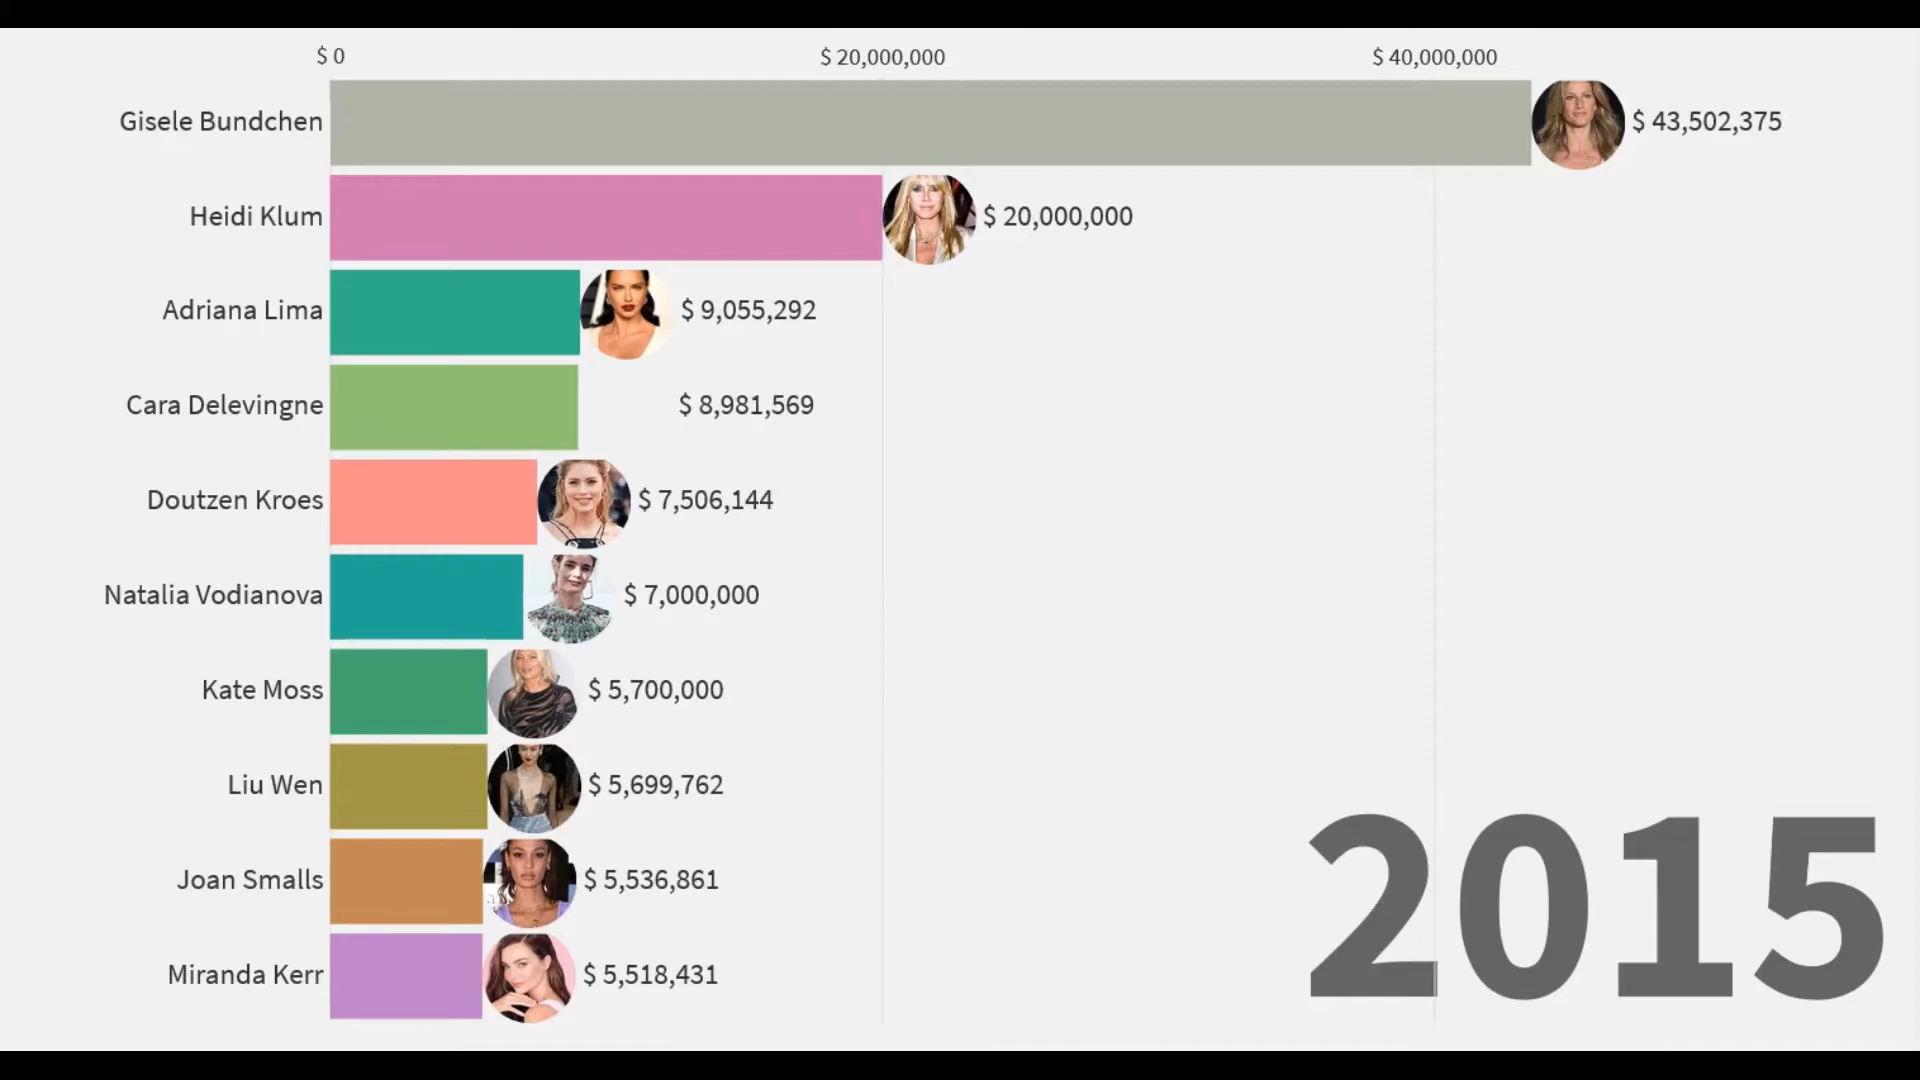 $ 0 $ 20,000,000 $ 40,000,000
Gisele Bundchen $ 43,502,375
Heidi Klum $ 20,000,000
Adriana Lima $ 9,055,292
Cara Delevingne $ 8,981,569
Doutzen Kroes $ 7,506,144
Natalia Vodianova $ 7,000,000
Kate Moss $ 5,700,000
Liu Wen $ 5,699,762
Joan Smalls $ 5,536,861
Miranda Kerr $ 5,518,431
2015